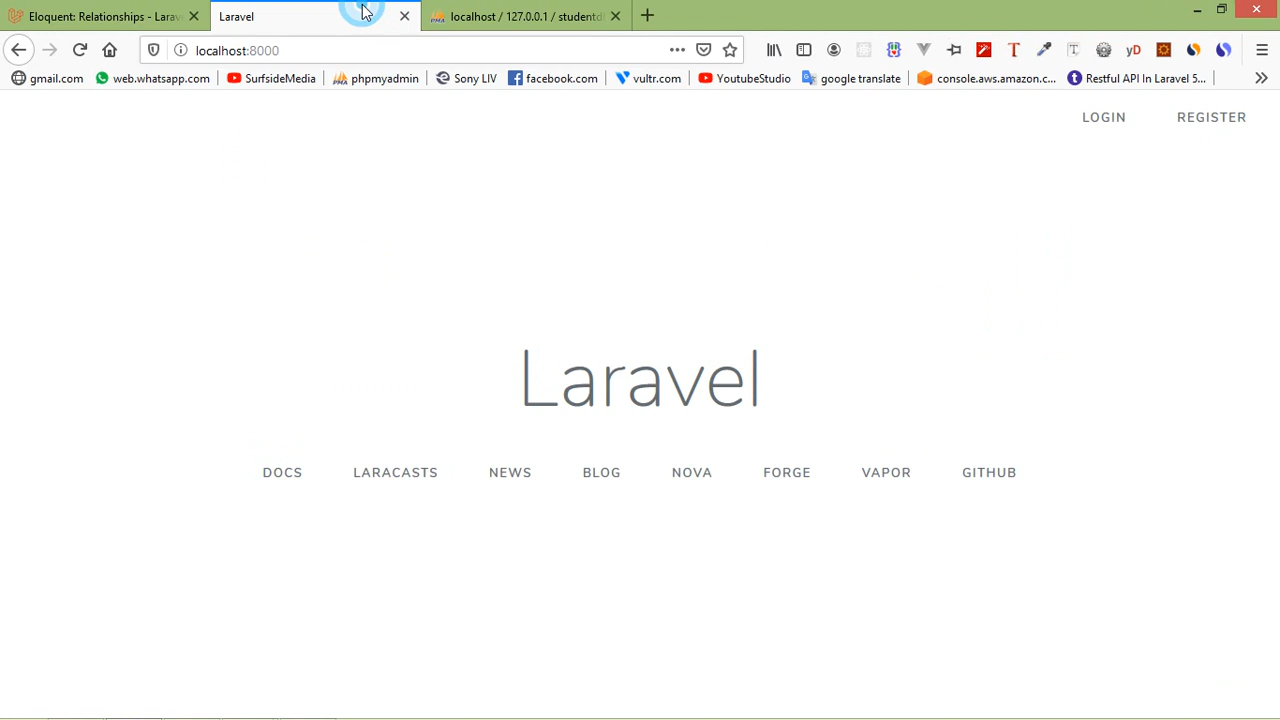 Eloquent: Relationships - Larav
Laravel
localhost / 127.0.0.1 / studentdb
localhost:8000
gmail.com web.whatsapp.com SurfsideMedia phpmyadmin Sony LIV facebook.com vultr.com YoutubeStudio google translate console.aws.amazon.c... Restful API In Laravel 5...
LOGIN REGISTER
Laravel
DOCS LARACASTS NEWS BLOG NOVA FORGE VAPOR GITHUB